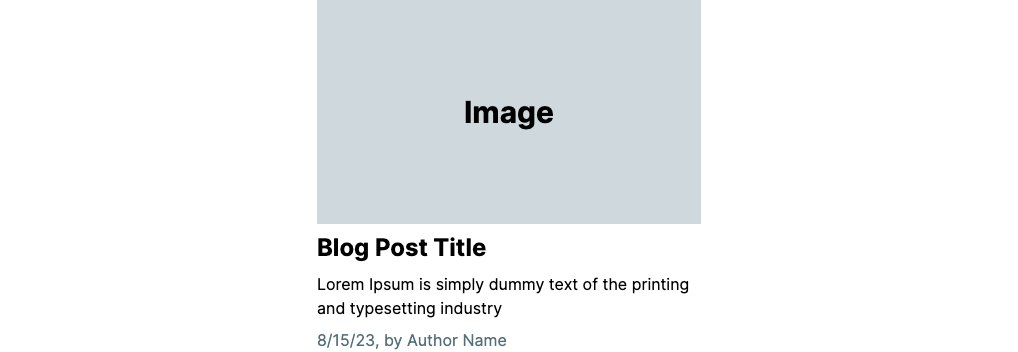 Image
Blog Post Title
Lorem Ipsum is simply dummy text of the printing
and typesetting industry
8/15/23, by Author Name